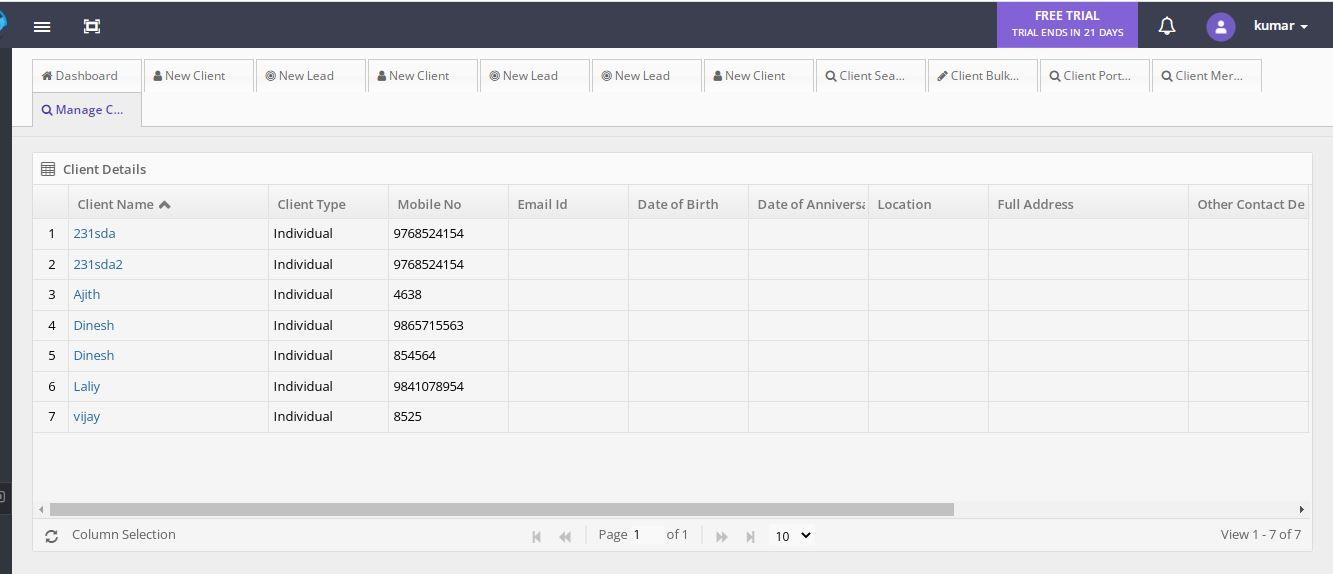 FREE TRIAL
TRIAL ENDS IN 21 DAYS
kumar
Dashboard New Client New Lead New Client New Lead New Lead New Client Client Sea... Client Bulk... Client Port... Client Mer...
Manage C...
Client Details
Client Name Client Type Mobile No Email Id Date of Birth Date of Annivers Location Full Address Other Contact De
1 231sda Individual 9768524154
2 231sda2 Individual 9768524154
3 Ajith Individual 4638
4 Dinesh Individual 9865715563
5 Dinesh Individual 854564
6 Laliy Individual 9841078954
7 vijay Individual 8525
Column Selection Page 1 of 1 10 View 1 - 7 of 7